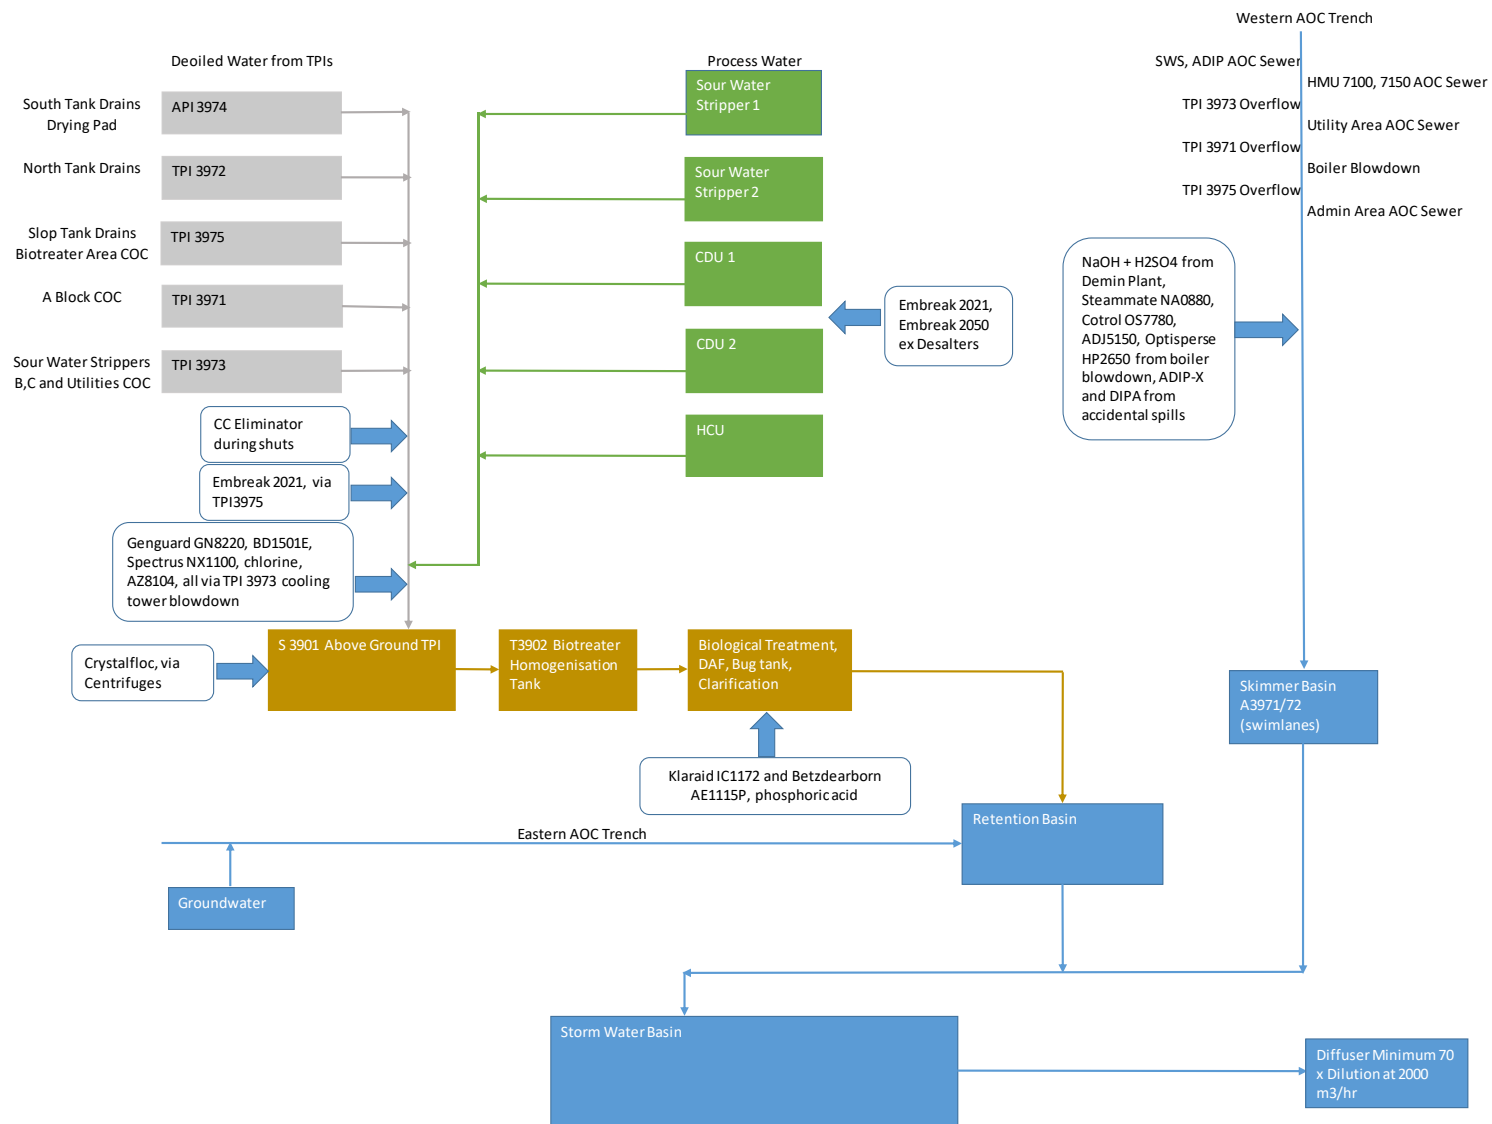 Western AOC Trench
Deoiled Water from TPIs
Process Water
SWS, ADIP AOC Sewer
HMU 7100, 7150 AOC Sewer
TPI 3973 Overflow
Utility Area AOC Sewer
TPI 3971 Overflow
Boiler Blowdown
TPI 3975 Overflow
Admin Area AOC Sewer
South Tank Drains
Drying Pad
API 3974
North Tank Drains
TPI 3972
Slop Tank Drains
Biotreater Area COC
TPI 3975
A Block COC
TPI 3971
Sour Water Strippers
B,C and Utilities COC
TPI 3973
Sour Water
Stripper 1
Sour Water
Stripper 2
CDU 1
CDU 2
HCU
Embreak 2021,
Embreak 2050
ex Desalters
NaOH + H2SO4 from
Demin Plant,
Steammate NA0880,
Cotrol OS7780,
ADJ5150, Optisperse
HP2650 from boiler
blowdown, ADIP-X
and DIPA from
accidental spills
CC Eliminator
during shuts
Embreak 2021, via
TPI3975
Genguard GN8220, BD1501E,
Spectrus NX1100, chlorine,
AZ8104, all via TPI 3973 cooling
tower blowdown
Crystalfloc, via
Centrifuges
S 3901 Above Ground TPI
T3902 Biotreater
Homogenisation
Tank
Biological Treatment,
DAF, Bug tank,
Clarification
Klaraid IC1172 and Betzdearborn
AE1115P, phosphoric acid
Skimmer Basin
A3971/72
(swimlanes)
Retention Basin
Eastern AOC Trench
Groundwater
Storm Water Basin
Diffuser Minimum 70
x Dilution at 2000
m3/hr